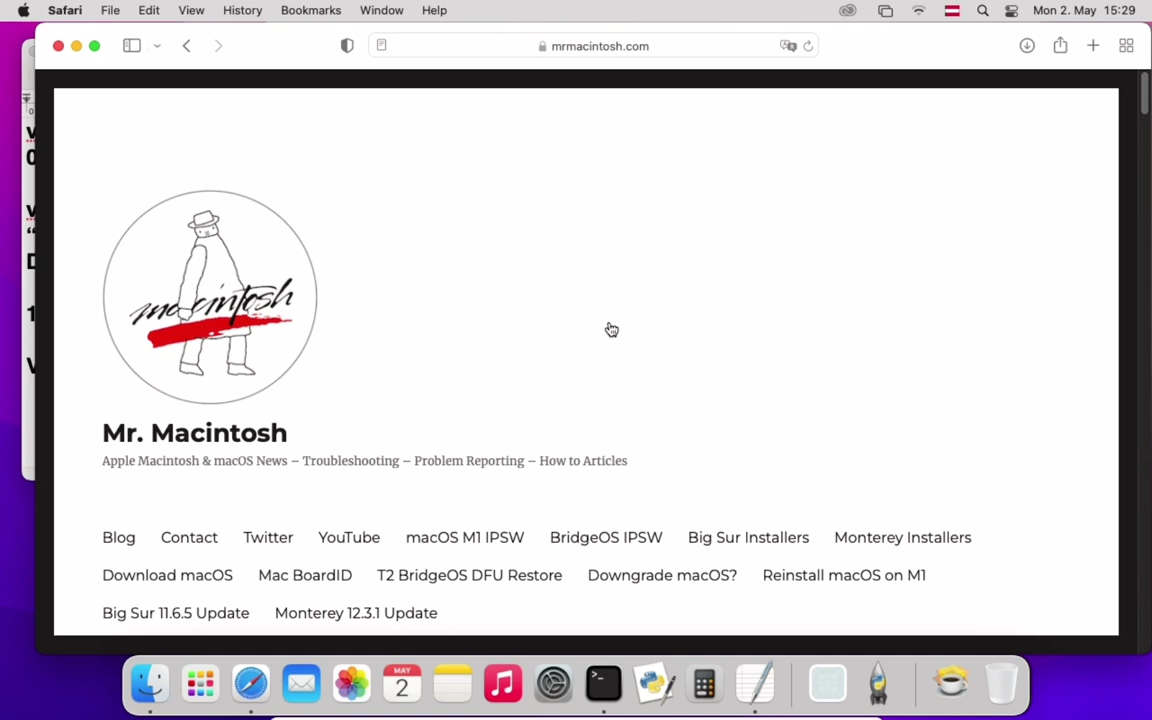 Safari File Edit View History Bookmarks Window Help Mon 2. May 15:29
mrmacintosh.com
macintosh
Mr. Macintosh
Apple Macintosh & macOS News – Troubleshooting – Problem Reporting – How to Articles
Blog Contact Twitter YouTube macOS M1 IPSW BridgeOS IPSW Big Sur Installers Monterey Installers
Download macOS Mac BoardID T2 BridgeOS DFU Restore Downgrade macOS? Reinstall macOS on M1
Big Sur 11.6.5 Update Monterey 12.3.1 Update
MAY
2